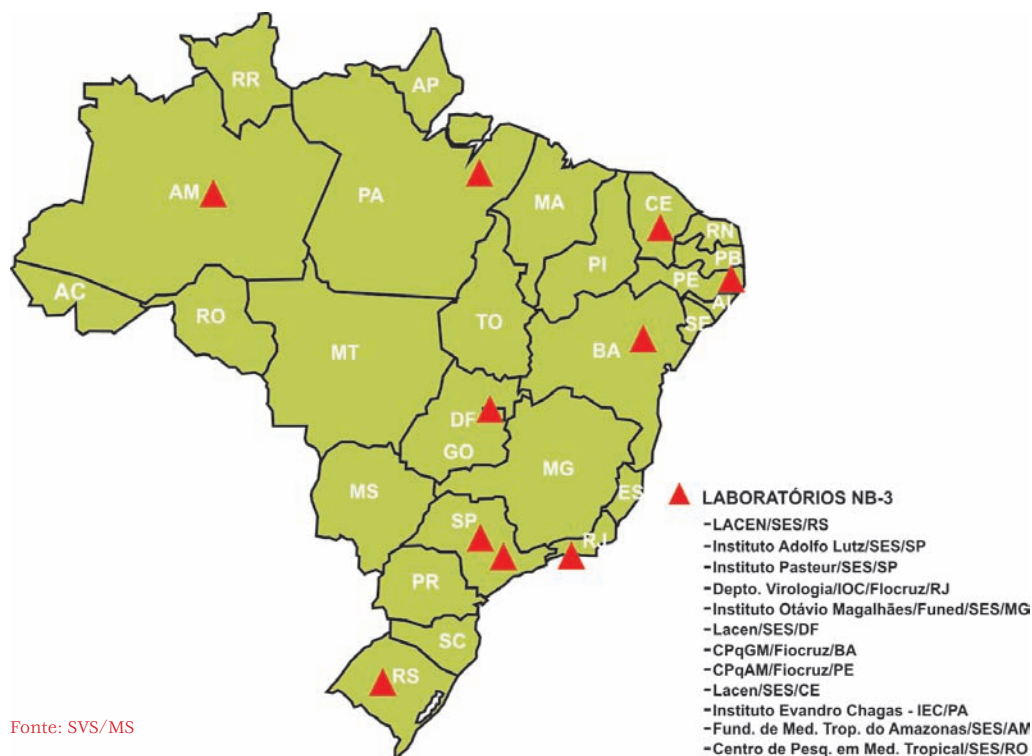 RR
AP
AM
PA
MA
CE
RN
PB
PE
PI
AL
SE
AC
RO
TO
MT
BA
DF
GO
MG
ES
MS
SP
RJ
PR
SC
RS
LABORATÓRIOS NB-3
-LACEN/SES/RS
-Instituto Adolfo Lutz/SES/SP
-Instituto Pasteur/SES/SP
-Depto. Virologia/IOC/Fiocruz/RJ
-Instituto Otávio Magalhães/Funed/SES/MG
-Lacen/SES/DF
-CPqGM/Fiocruz/BA
-CPqAM/Fiocruz/PE
-Lacen/SES/CE
-Instituto Evandro Chagas - IEC/PA
-Fund. de Med. Trop. do Amazonas/SES/AM
-Centro de Pesq. em Med. Tropical/SES/RO
Fonte: SVS/MS